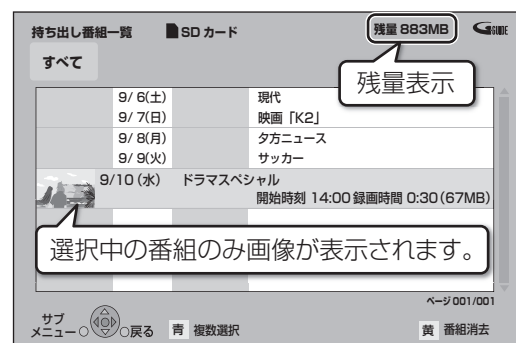 持ち出し番組一覧 SD カード 残量 883MB GGUIDE
すべて
残量表示
9/ 6(土) 現代
9/ 7(日) 映画「K2」
9/ 8(月) 夕方ニュース
9/ 9(火) サッカー
9/10 (水) ドラマスペシャル
開始時刻 14:00 録画時間 0:30(67MB)
選択中の番組のみ画像が表示されます。
ページ 001/001
サブ
メニュー 戻る 青 複数選択 黄 番組消去